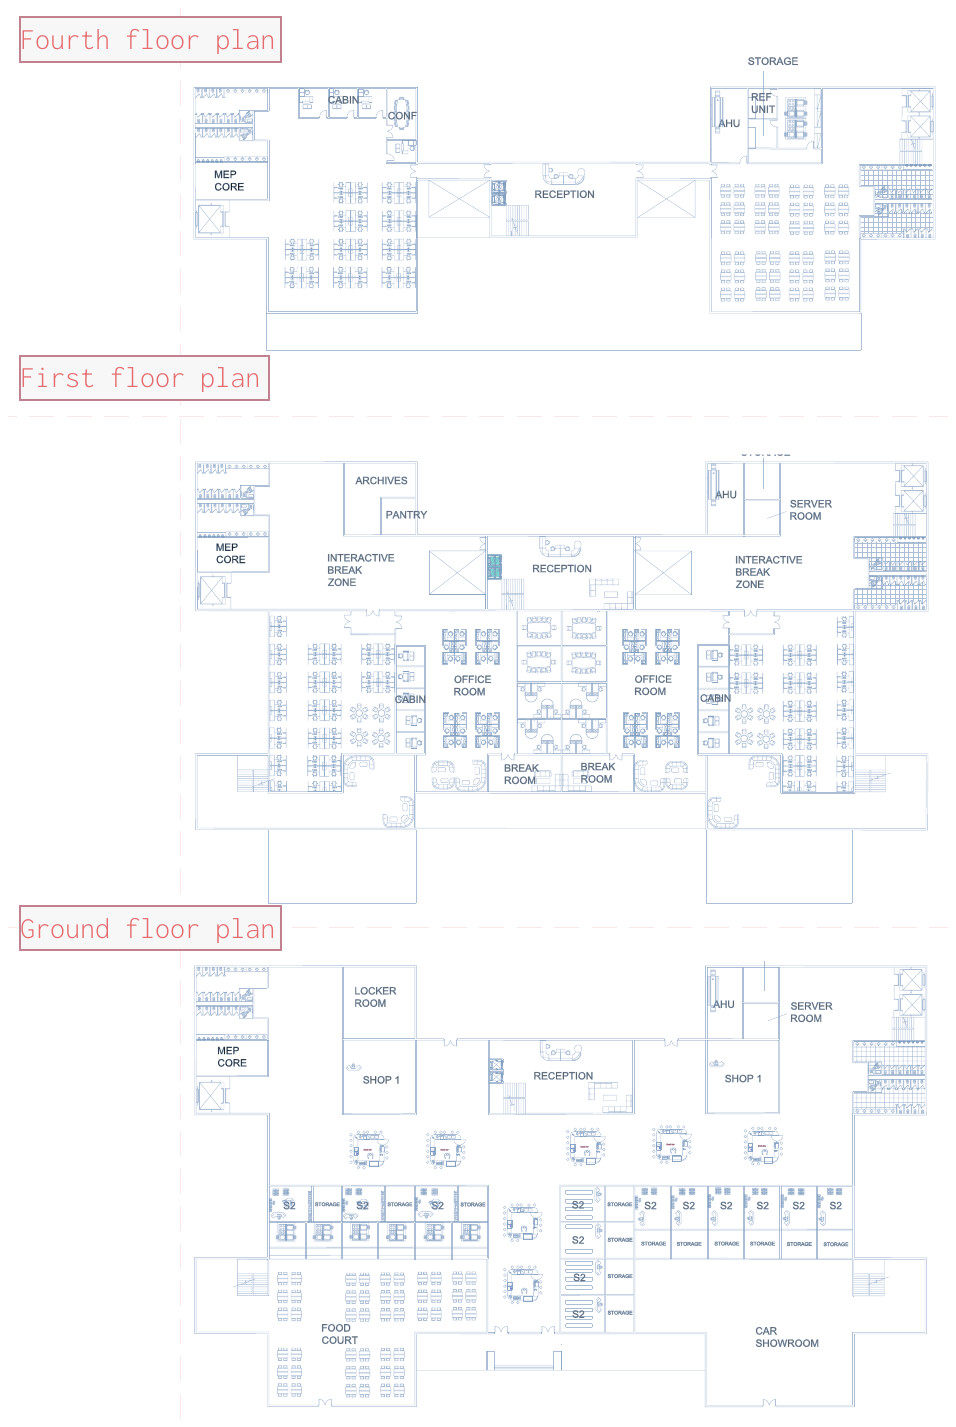 Fourth floor plan
STORAGE
CABIN
CONF
REF
UNIT
AHU
MEP
CORE
RECEPTION
First floor plan
ARCHIVES
PANTRY
AHU
SERVER
ROOM
MEP
CORE
INTERACTIVE
BREAK
ZONE
RECEPTION
INTERACTIVE
BREAK
ZONE
OFFICE
ROOM
OFFICE
ROOM
CABIN
CABIN
BREAK
ROOM
BREAK
ROOM
Ground floor plan
LOCKER
ROOM
AHU
SERVER
ROOM
MEP
CORE
SHOP 1
RECEPTION
SHOP 1
S2
STORAGE
S2
STORAGE
S2
STORAGE
S2
STORAGE
S2
S2
S2
S2
S2
S2
S2
STORAGE
STORAGE
STORAGE
STORAGE
STORAGE
STORAGE
STORAGE
S2
STORAGE
S2
STORAGE
FOOD
COURT
CAR
SHOWROOM